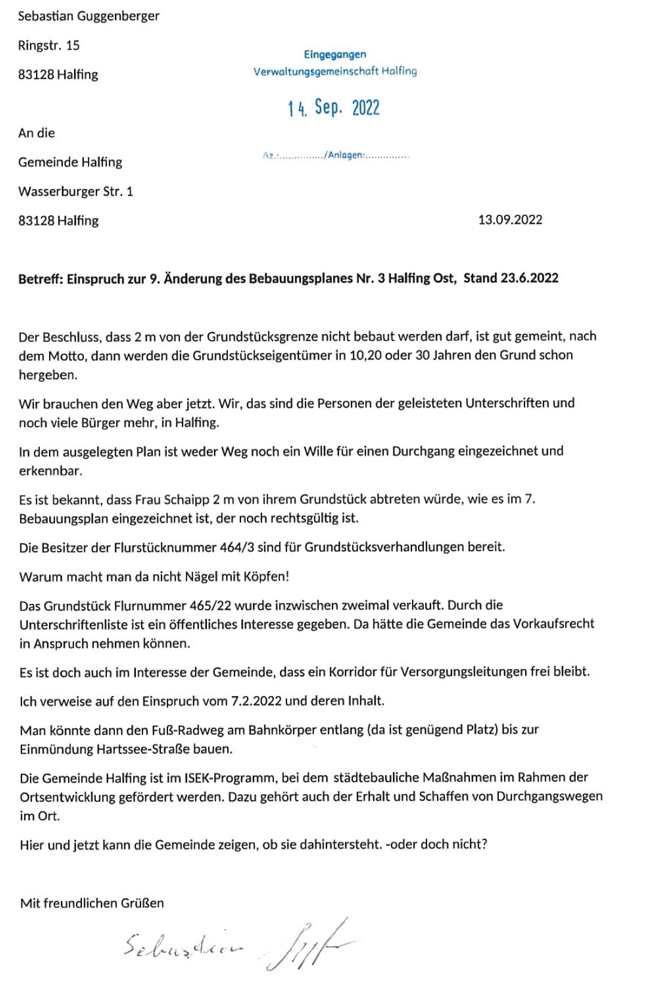 Sebastian Guggenberger
Ringstr. 15
83128 Halfing
Eingegangen
Verwaltungsgemeinschaft Halfing
14. Sep. 2022
Az.:............../Anlagen:..............
An die
Gemeinde Halfing
Wasserburger Str. 1
83128 Halfing
13.09.2022
Betreff: Einspruch zur 9. Änderung des Bebauungsplanes Nr. 3 Halfing Ost, Stand 23.6.2022
Der Beschluss, dass 2 m von der Grundstücksgrenze nicht bebaut werden darf, ist gut gemeint, nach
dem Motto, dann werden die Grundstückseigentümer in 10,20 oder 30 Jahren den Grund schon
hergeben.
Wir brauchen den Weg aber jetzt. Wir, das sind die Personen der geleisteten Unterschriften und
noch viele Bürger mehr, in Halfing.
In dem ausgelegten Plan ist weder Weg noch ein Wille für einen Durchgang eingezeichnet und
erkennbar.
Es ist bekannt, dass Frau Schaipp 2 m von ihrem Grundstück abtreten würde, wie es im 7.
Bebauungsplan eingezeichnet ist, der noch rechtsgültig ist.
Die Besitzer der Flurstücknummer 464/3 sind für Grundstücksverhandlungen bereit.
Warum macht man da nicht Nägel mit Köpfen!
Das Grundstück Flurnummer 465/22 wurde inzwischen zweimal verkauft. Durch die
Unterschriftenliste ist ein öffentliches Interesse gegeben. Da hätte die Gemeinde das Vorkaufsrecht
in Anspruch nehmen können.
Es ist doch auch im Interesse der Gemeinde, dass ein Korridor für Versorgungsleitungen frei bleibt.
Ich verweise auf den Einspruch vom 7.2.2022 und deren Inhalt.
Man könnte dann den Fuß-Radweg am Bahnkörper entlang (da ist genügend Platz) bis zur
Einmündung Hartssee-Straße bauen.
Die Gemeinde Halfing ist im ISEK-Programm, bei dem städtebauliche Maßnahmen im Rahmen der
Ortsentwicklung gefördert werden. Dazu gehört auch der Erhalt und Schaffen von Durchgangswegen
im Ort.
Hier und jetzt kann die Gemeinde zeigen, ob sie dahintersteht. -oder doch nicht?
Mit freundlichen Grüßen
Sebastian